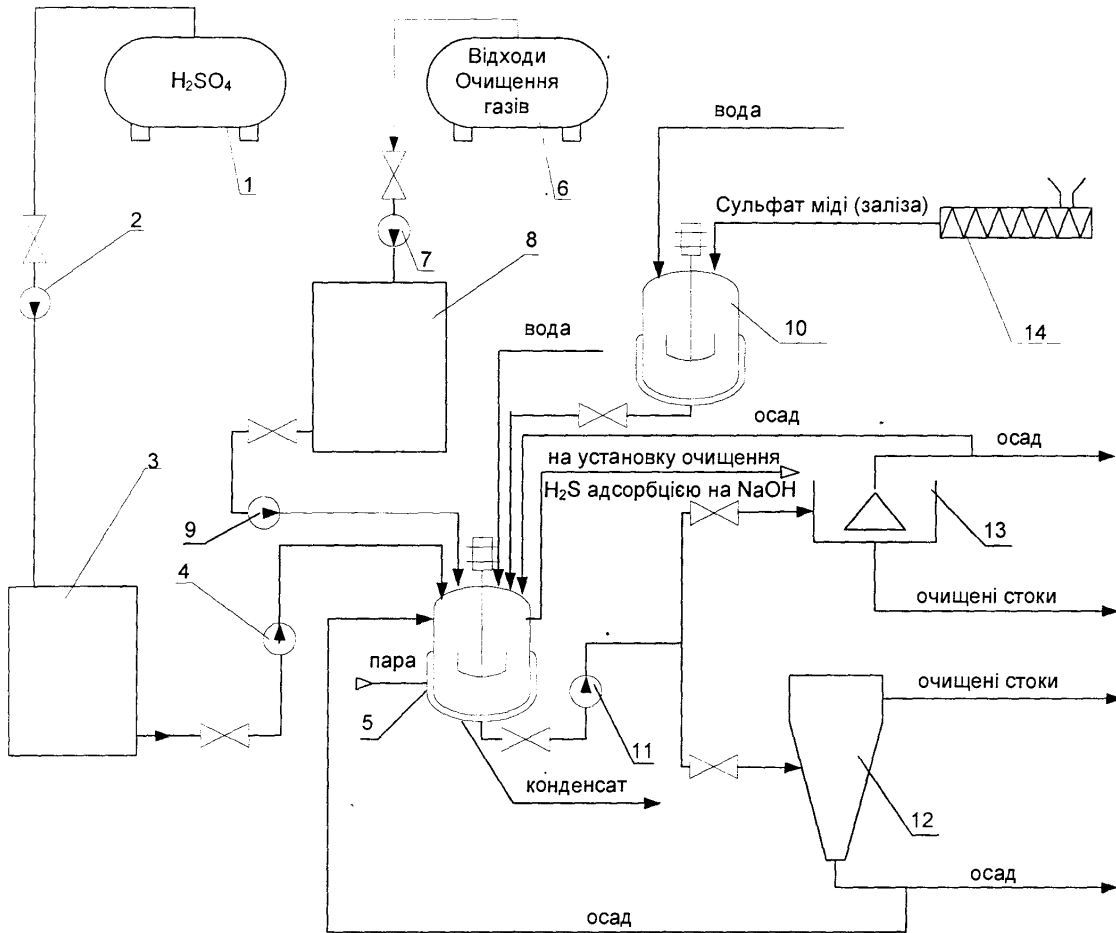 H₂SO₄
Відходи
Очищення
газів
1
6
вода
2
7
8
Сульфат міді (заліза)
10
14
вода
осад
осад
на установку очищення
H₂S адсорбцією на NaOH
3
9
13
4
очищені стоки
пара
5
11
очищені стоки
конденсат
12
осад
осад